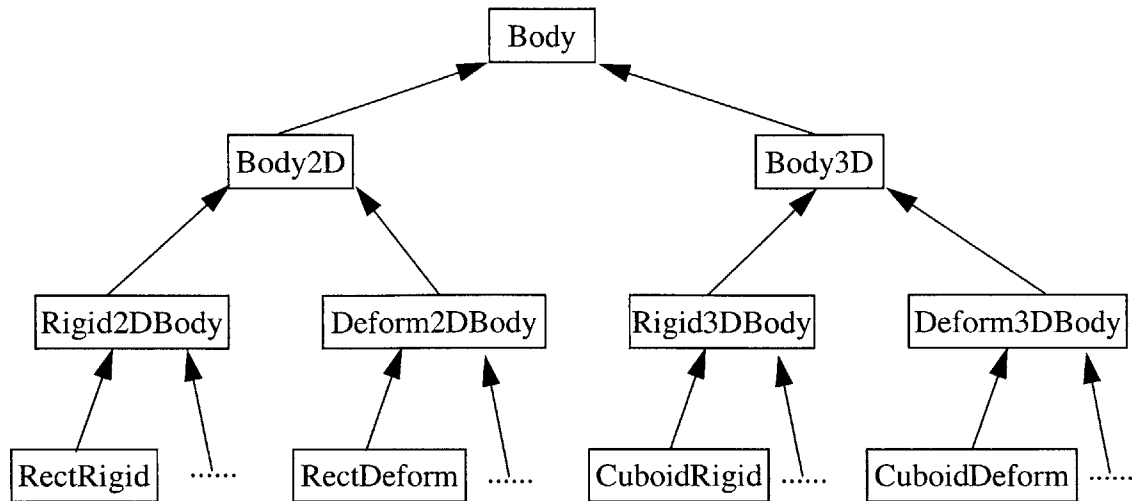 Body
Body2D
Body3D
Rigid2DBody
Deform2DBody
Rigid3DBody
Deform3DBody
RectRigid
......
RectDeform
......
CuboidRigid
......
CuboidDeform
......